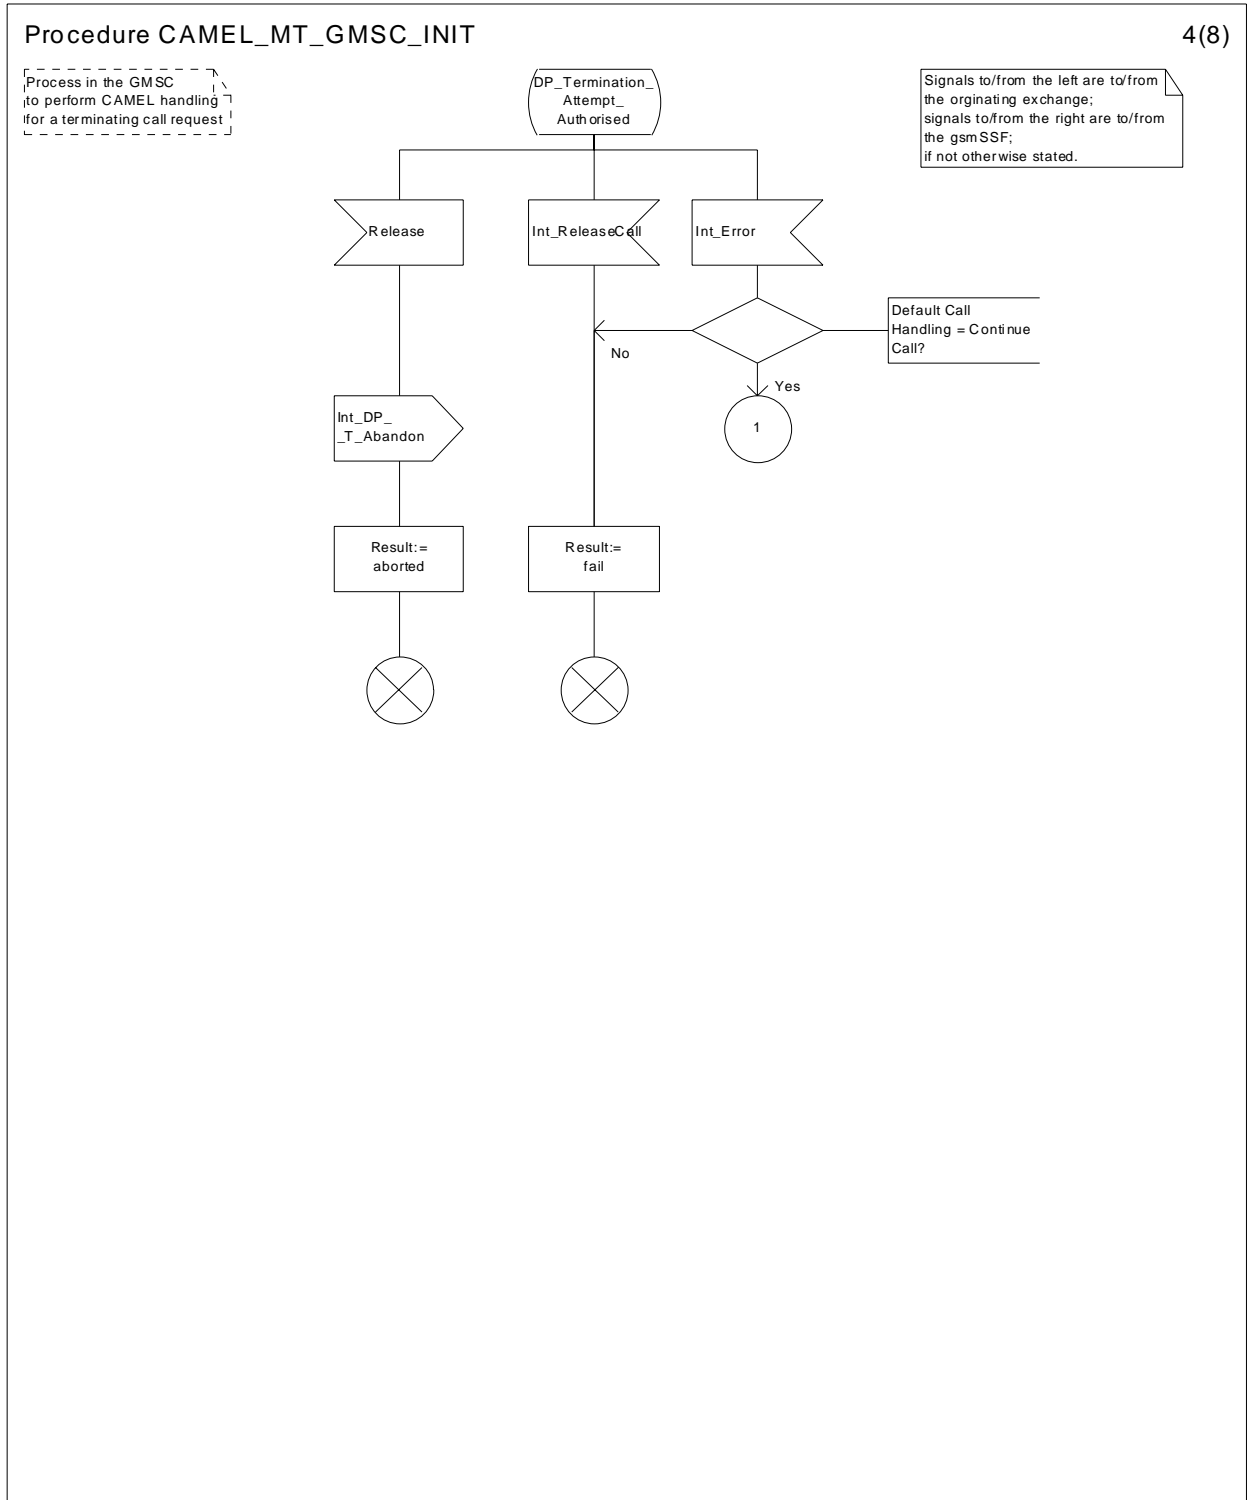 Procedure CAMEL_MT_GMSC_INIT
4(8)
Process in the GMSC
to perform CAMEL handling
for a terminating call request
DP_Termination_
Attempt_
Authorised
Signals to/from the left are to/from
the orginating exchange;
signals to/from the right are to/from
the gsmSSF;
if not otherwise stated.
Release
Int_ReleaseCall
Int_Error
Default Call
Handling = Continue
Call?
No
Yes
Int_DP_
_T_Abandon
1
Result:=
aborted
Result:=
fail